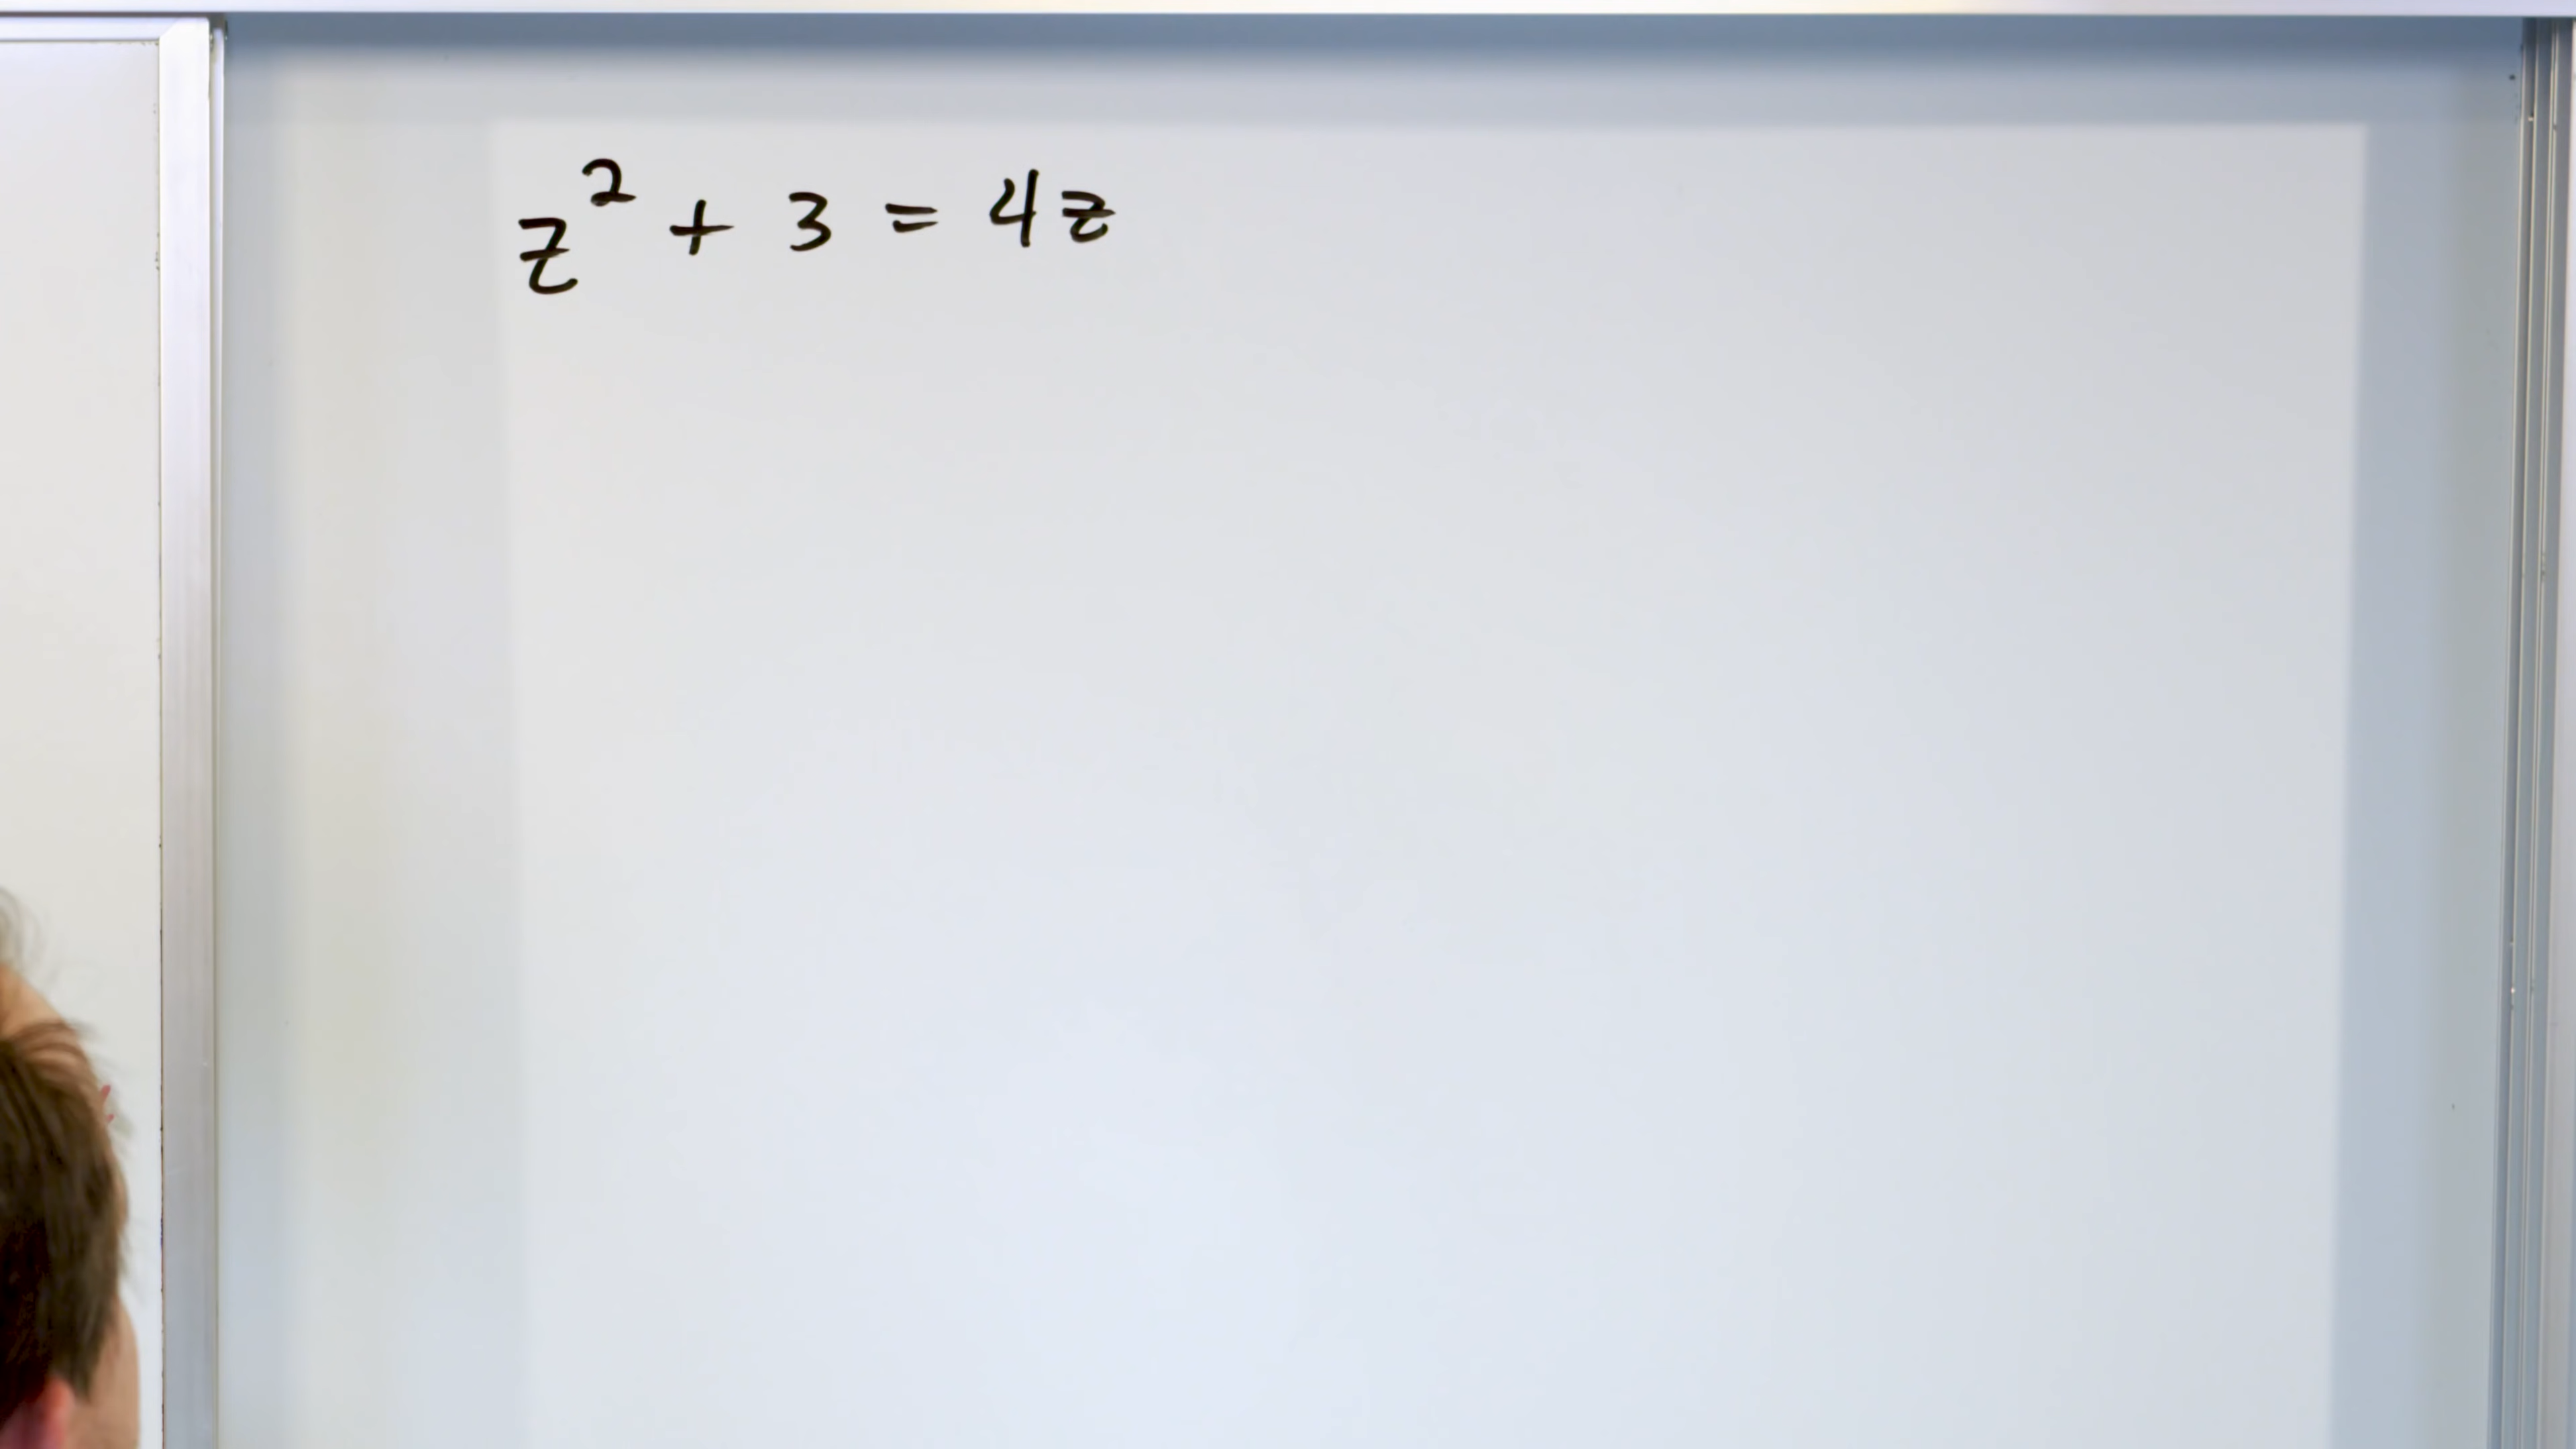 z² + 3 = 4z